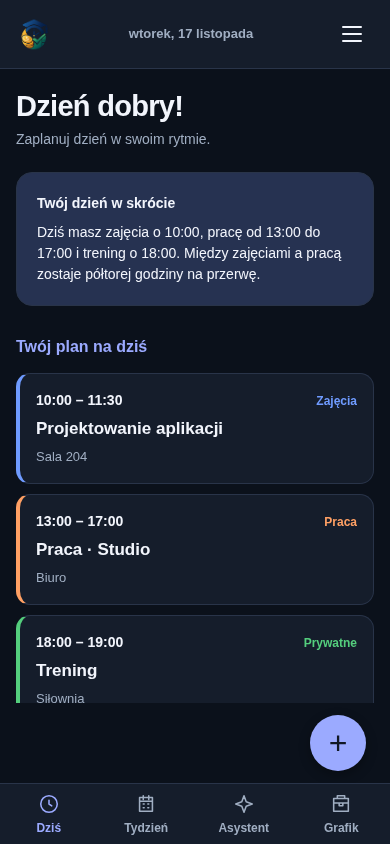 wtorek, 17 listopada
Dzień dobry!
Zaplanuj dzień w swoim rytmie.
Twój dzień w skrócie
Dziś masz zajęcia o 10:00, pracę od 13:00 do
17:00 i trening o 18:00. Między zajęciami a pracą
zostaje półtorej godziny na przerwę.
Twój plan na dziś
10:00 – 11:30
Zajęcia
Projektowanie aplikacji
Sala 204
13:00 – 17:00
Praca
Praca · Studio
Biuro
18:00 – 19:00
Prywatne
Trening
Siłownia
Dziś
Tydzień
Asystent
Grafik